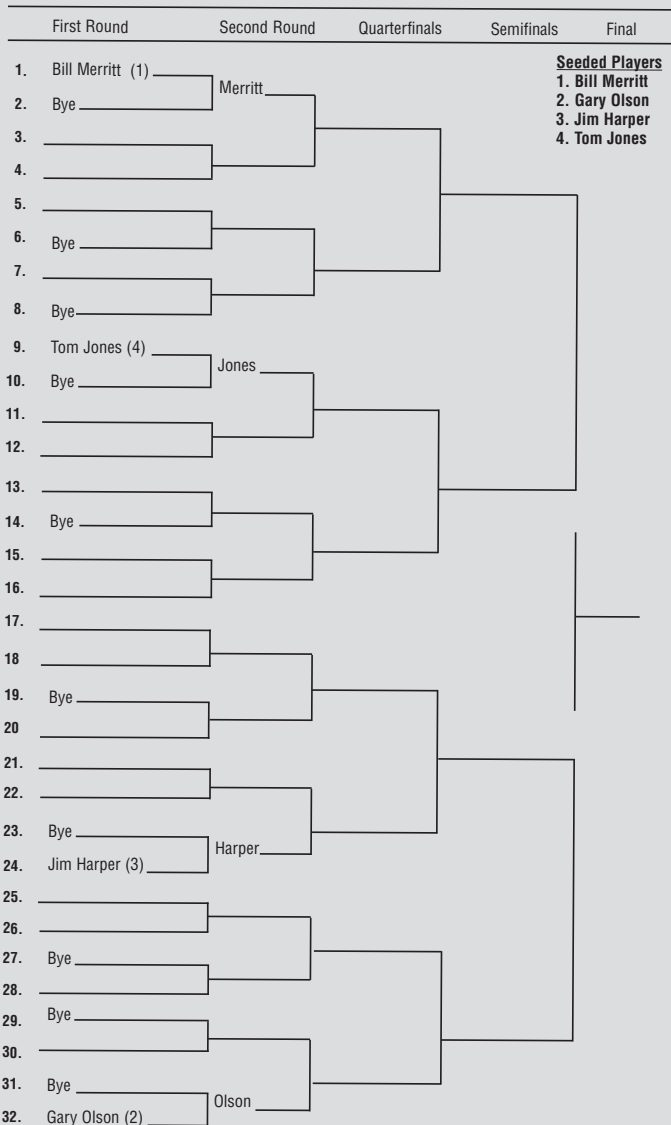 First Round Second Round Quarterfinals Semifinals Final
Seeded Players
1. Bill Merritt
2. Gary Olson
3. Jim Harper
4. Tom Jones
1. Bill Merritt (1)
Merritt
2. Bye
3.
4.
5.
6. Bye
7.
8. Bye
9. Tom Jones (4)
Jones
10. Bye
11.
12.
13.
14. Bye
15.
16.
17.
18
19. Bye
20
21.
22.
23. Bye
Harper
24. Jim Harper (3)
25.
26.
27. Bye
28.
29. Bye
30.
31. Bye
Olson
32. Gary Olson (2)